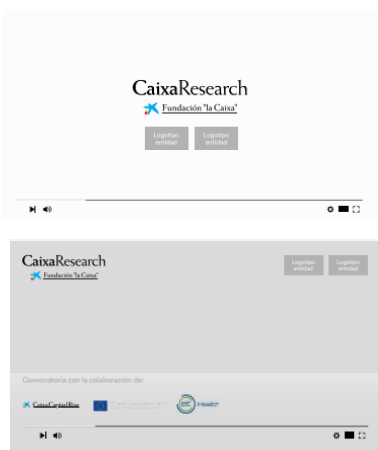 CaixaResearch
Fundación "la Caixa"
Logotipo entidad
Logotipo entidad
CaixaResearch
Fundación "la Caixa"
Logotipo entidad
Logotipo entidad
Convocatoria con la colaboración de:
CaixaCapitalRisc
Health